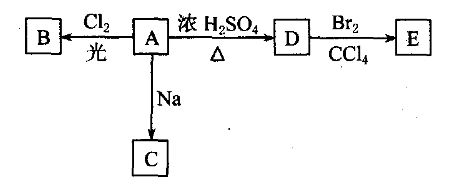 Cl₂ 浓 H₂SO₄ Br₂
B A D E
光 Δ CCl₄
Na
C